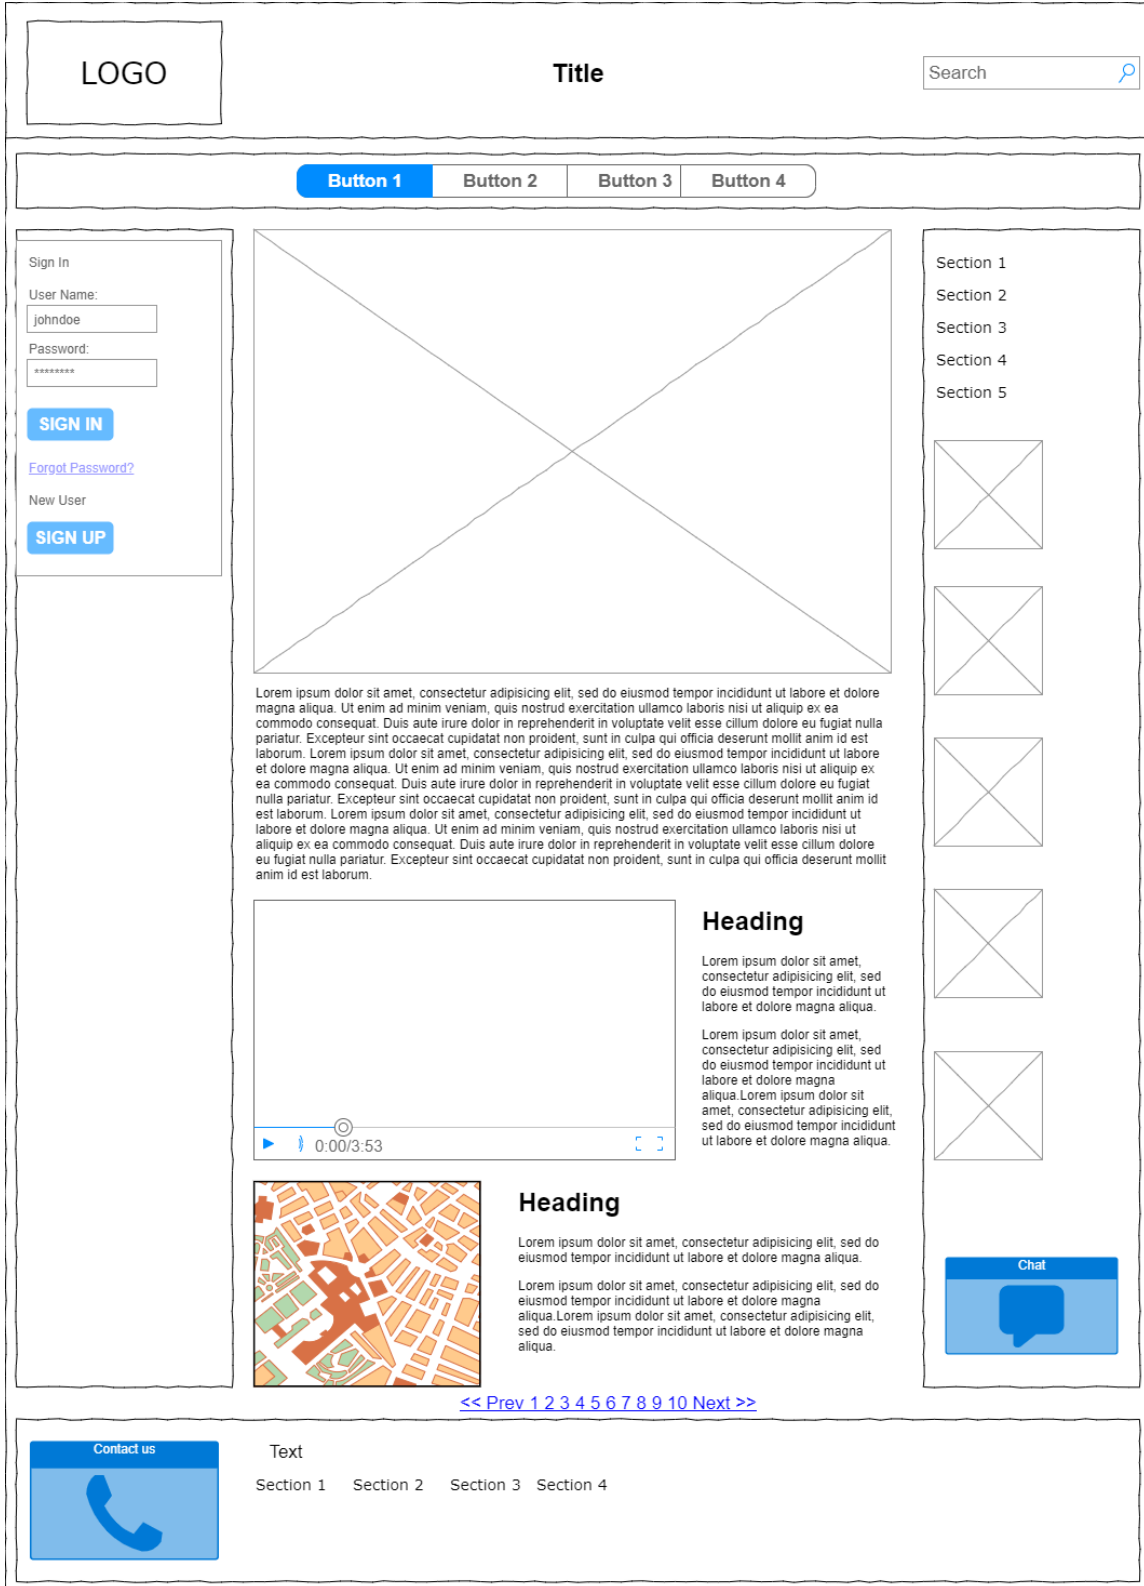 LOGO
Title
Search
Button 1
Button 2
Button 3
Button 4
Sign In
User Name:
johndoe
Password:
********
SIGN IN
Forgot Password?
New User
SIGN UP
Lorem ipsum dolor sit amet, consectetur adipisicing elit, sed do eiusmod tempor incididunt ut labore et dolore
magna aliqua. Ut enim ad minim veniam, quis nostrud exercitation ullamco laboris nisi ut aliquip ex ea
commodo consequat. Duis aute irure dolor in reprehenderit in voluptate velit esse cillum dolore eu fugiat nulla
pariatur. Excepteur sint occaecat cupidatat non proident, sunt in culpa qui officia deserunt mollit anim id est
laborum. Lorem ipsum dolor sit amet, consectetur adipisicing elit, sed do eiusmod tempor incididunt ut labore
et dolore magna aliqua. Ut enim ad minim veniam, quis nostrud exercitation ullamco laboris nisi ut aliquip ex
ea commodo consequat. Duis aute irure dolor in reprehenderit in voluptate velit esse cillum dolore eu fugiat
nulla pariatur. Excepteur sint occaecat cupidatat non proident, sunt in culpa qui officia deserunt mollit anim id
est laborum. Lorem ipsum dolor sit amet, consectetur adipisicing elit, sed do eiusmod tempor incididunt ut
labore et dolore magna aliqua. Ut enim ad minim veniam, quis nostrud exercitation ullamco laboris nisi ut
aliquip ex ea commodo consequat. Duis aute irure dolor in reprehenderit in voluptate velit esse cillum dolore
eu fugiat nulla pariatur. Excepteur sint occaecat cupidatat non proident, sunt in culpa qui officia deserunt mollit
anim id est laborum.
0:00/3:53
Heading
Lorem ipsum dolor sit amet,
consectetur adipisicing elit, sed
do eiusmod tempor incididunt ut
labore et dolore magna aliqua.
Lorem ipsum dolor sit amet,
consectetur adipisicing elit, sed
do eiusmod tempor incididunt ut
labore et dolore magna
aliqua.Lorem ipsum dolor sit
amet, consectetur adipisicing elit,
sed do eiusmod tempor incididunt
ut labore et dolore magna aliqua.
Heading
Lorem ipsum dolor sit amet, consectetur adipisicing elit, sed do
eiusmod tempor incididunt ut labore et dolore magna aliqua.
Lorem ipsum dolor sit amet, consectetur adipisicing elit, sed do
eiusmod tempor incididunt ut labore et dolore magna
aliqua.Lorem ipsum dolor sit amet, consectetur adipisicing elit,
sed do eiusmod tempor incididunt ut labore et dolore magna
aliqua.
<< Prev 1 2 3 4 5 6 7 8 9 10 Next >>
Section 1
Section 2
Section 3
Section 4
Section 5
Chat
Contact us
Text
Section 1
Section 2
Section 3
Section 4